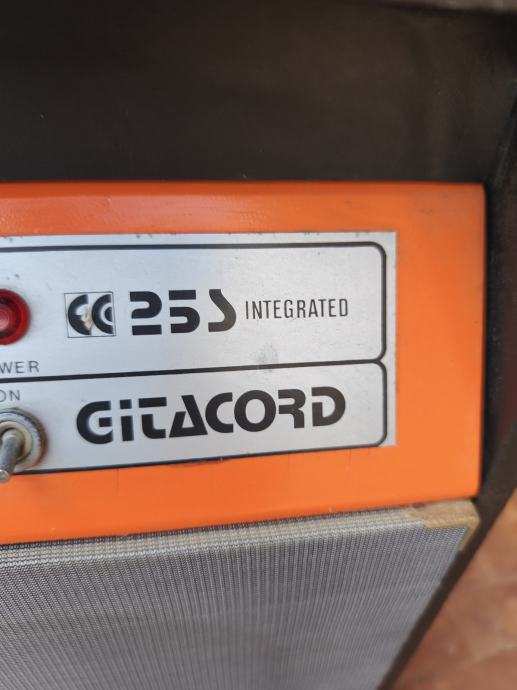 25S INTEGRATED
WER
ON
GiTACORD